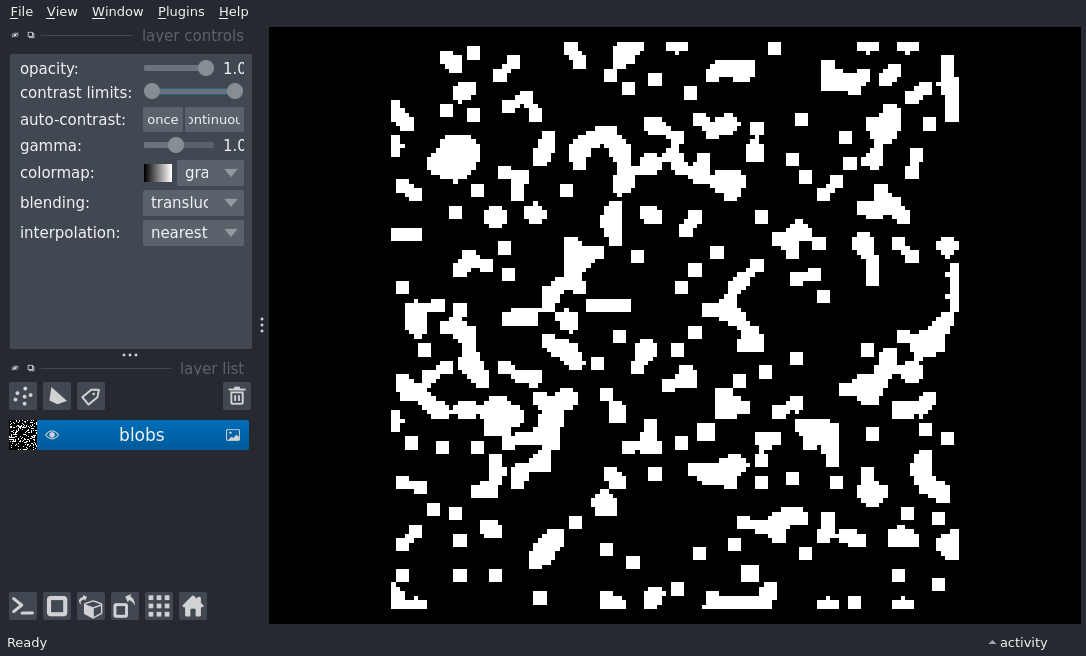 File View Window Plugins Help
layer controls
opacity: 1.0
contrast limits:
auto-contrast: once ontinuou
gamma: 1.0
colormap: gra
blending: transluc
interpolation: nearest
layer list
blobs
Ready
activity